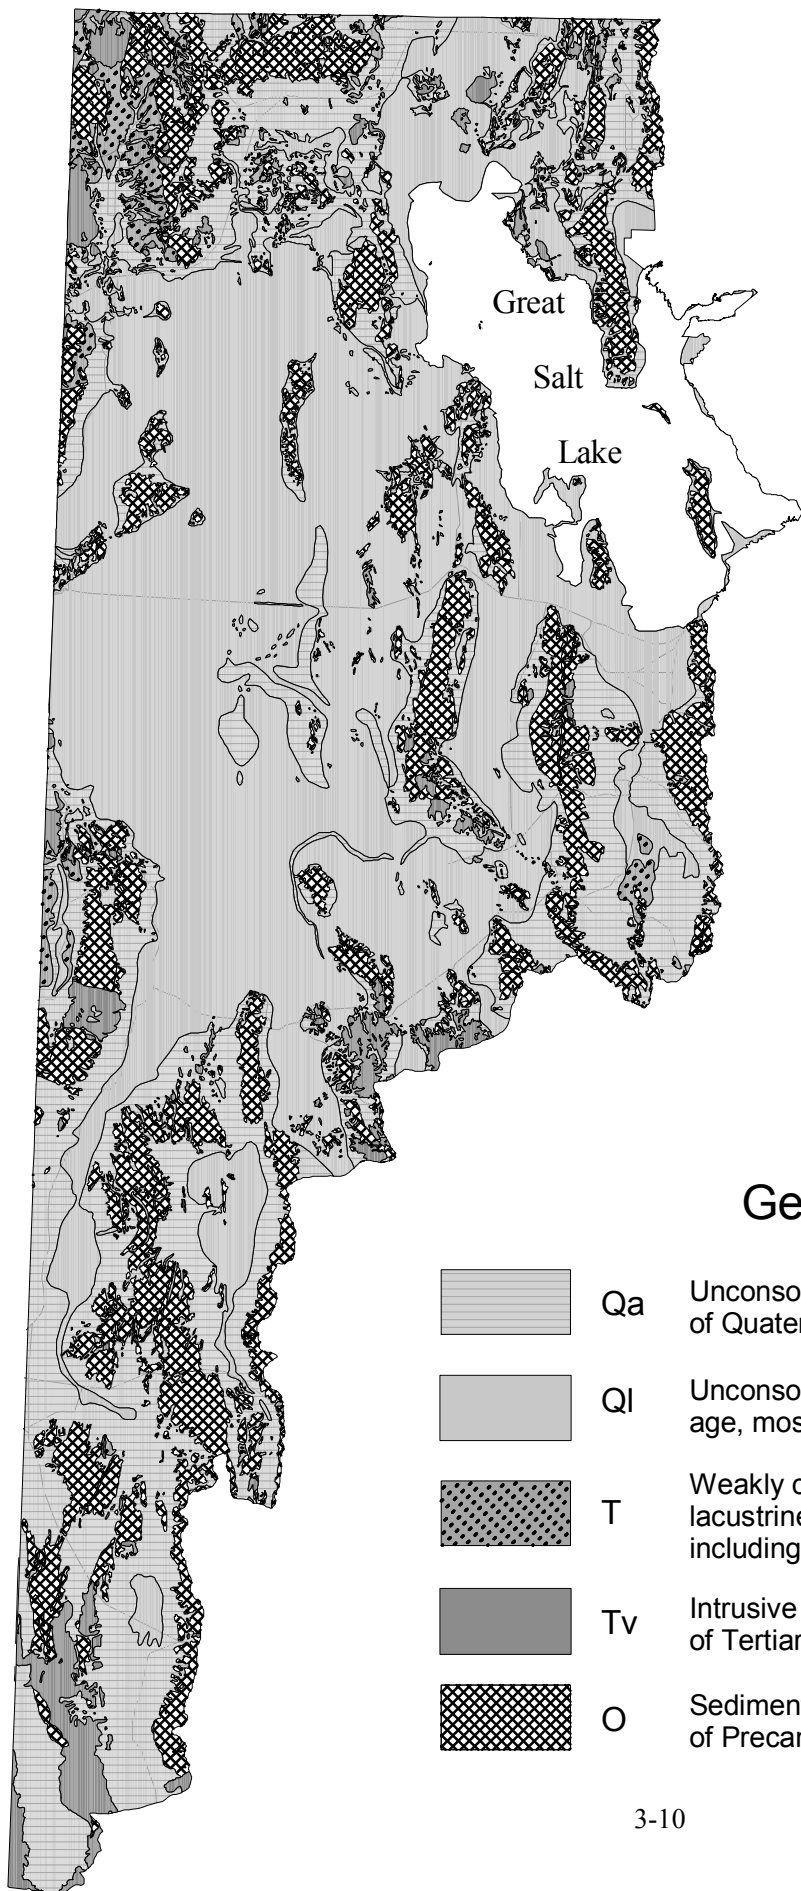 Great
Salt
Lake
Ge
Qa Unconso
of Quater
Ql Unconso
age, mos
T Weakly c
lacustrine
including
Tv Intrusive
of Tertian
O Sedimen
of Precar
3-10